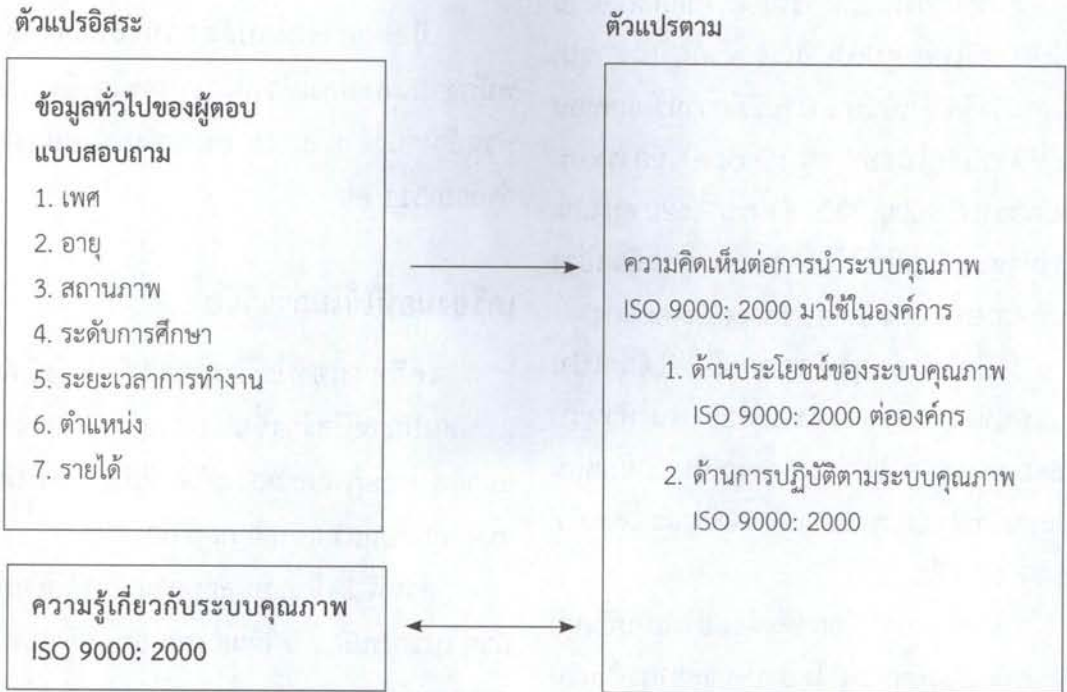 ตัวแปรอิสระ
ข้อมูลทั่วไปของผู้ตอบ
แบบสอบถาม
1. เพศ
2. อายุ
3. สถานภาพ
4. ระดับการศึกษา
5. ระยะเวลาการทำงาน
6. ตำแหน่ง
7. รายได้
ความรู้เกี่ยวกับระบบคุณภาพ
ISO 9000: 2000
ตัวแปรตาม
ความคิดเห็นต่อการนำระบบคุณภาพ
ISO 9000: 2000 มาใช้ในองค์การ
1. ด้านประโยชน์ของระบบคุณภาพ
ISO 9000: 2000 ต่อองค์กร
2. ด้านการปฏิบัติตามระบบคุณภาพ
ISO 9000: 2000